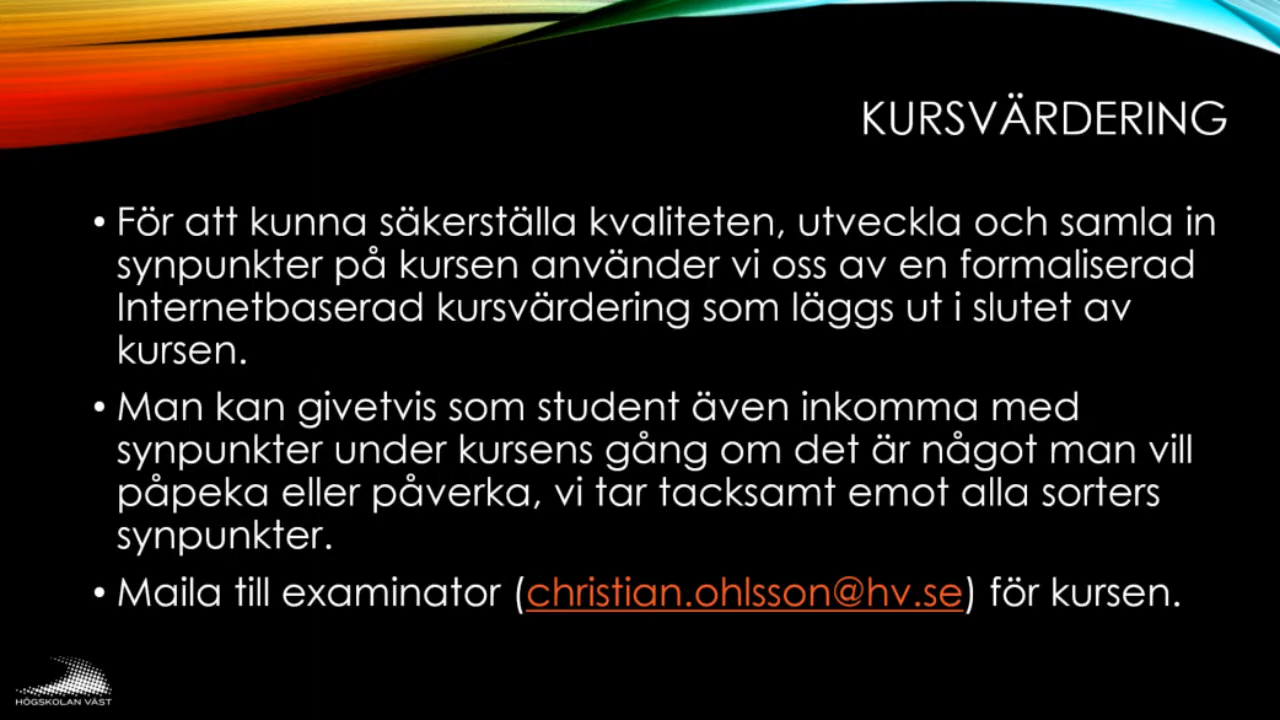 KURSVÄRDERING
• För att kunna säkerställa kvaliteten, utveckla och samla in
synpunkter på kursen använder vi oss av en formaliserad
Internetbaserad kursvärdering som läggs ut i slutet av
kursen.
• Man kan givetvis som student även inkomma med
synpunkter under kursens gång om det är något man vill
påpeka eller påverka, vi tar tacksamt emot alla sorters
synpunkter.
• Maila till examinator (christian.ohlsson@hv.se) för kursen.
HÖGSKOLAN VÄST